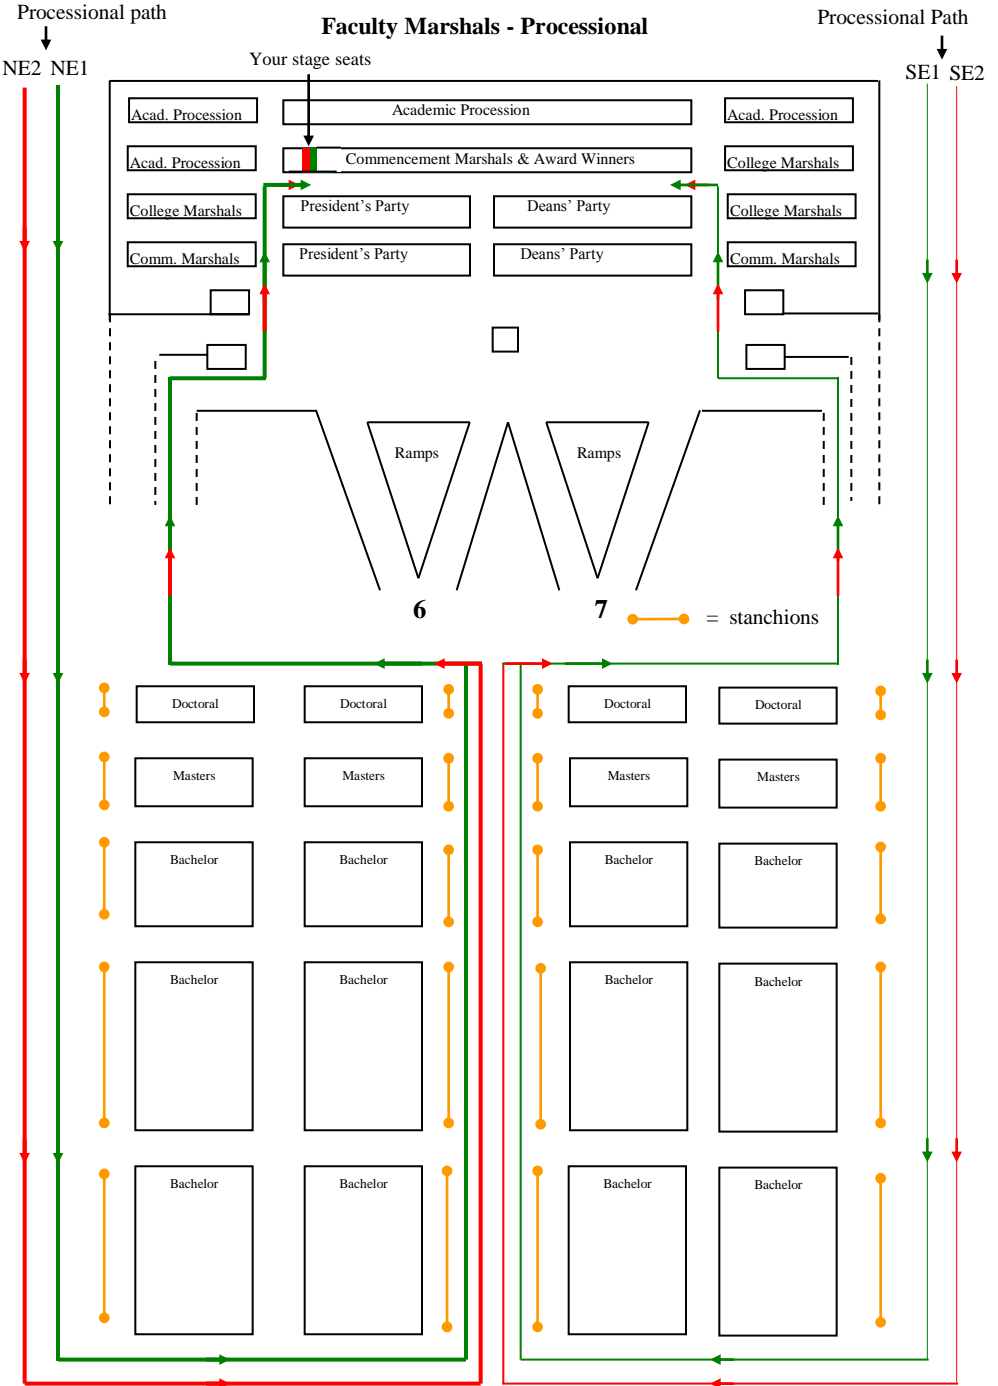 Processional path
Faculty Marshals - Processional
Processional Path
NE2 NE1
Your stage seats
SE1 SE2
Acad. Procession
Academic Procession
Acad. Procession
Acad. Procession
Commencement Marshals & Award Winners
College Marshals
College Marshals
President’s Party
Deans’ Party
College Marshals
Comm. Marshals
President’s Party
Deans’ Party
Comm. Marshals
Ramps
Ramps
6
7
= stanchions
Doctoral
Doctoral
Doctoral
Doctoral
Masters
Masters
Masters
Masters
Bachelor
Bachelor
Bachelor
Bachelor
Bachelor
Bachelor
Bachelor
Bachelor
Bachelor
Bachelor
Bachelor
Bachelor